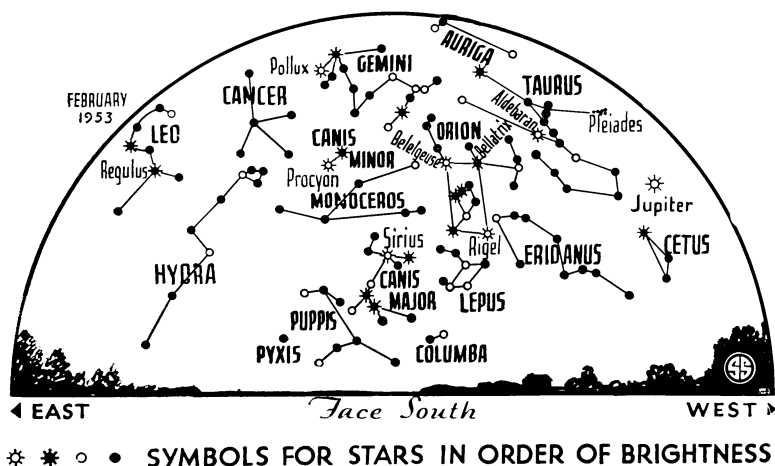 AURIGA
Pollux
GEMINI
FEBRUARY
1953
CANCER
TAURUS
Aldebaran
Pleiades
LEO
CANIS
MINOR
ORION
Bellatrix
Betelgeuse
Regulus
Procyon
MONOCEROS
Jupiter
Sirius
Rigel
ERIDANUS
CETUS
HYDRA
CANIS
MAJOR
LEPUS
PUPPIS
PYXIS
COLUMBA
EAST
Face South
WEST
SYMBOLS FOR STARS IN ORDER OF BRIGHTNESS